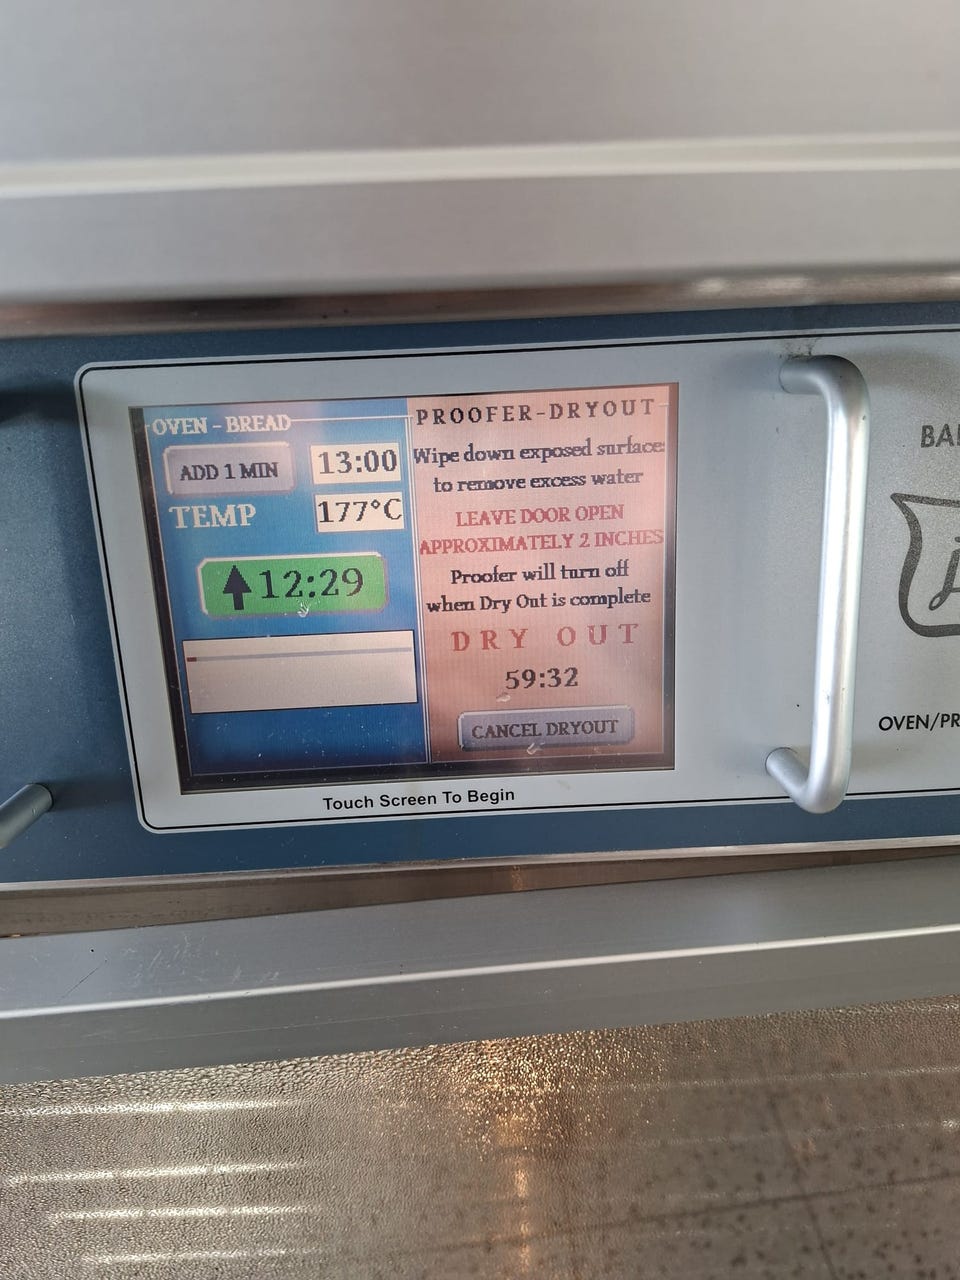 OVEN - BREAD
ADD 1 MIN
13:00
TEMP
177°C
12:29
PROOFER-DRYOUT
Wipe down exposed surface
to remove excess water
LEAVE DOOR OPEN
APPROXIMATELY 2 INCHES
Proofer will turn off
when Dry Out is complete
DRY OUT
59:32
CANCEL DRYOUT
Touch Screen To Begin
OVEN/PR